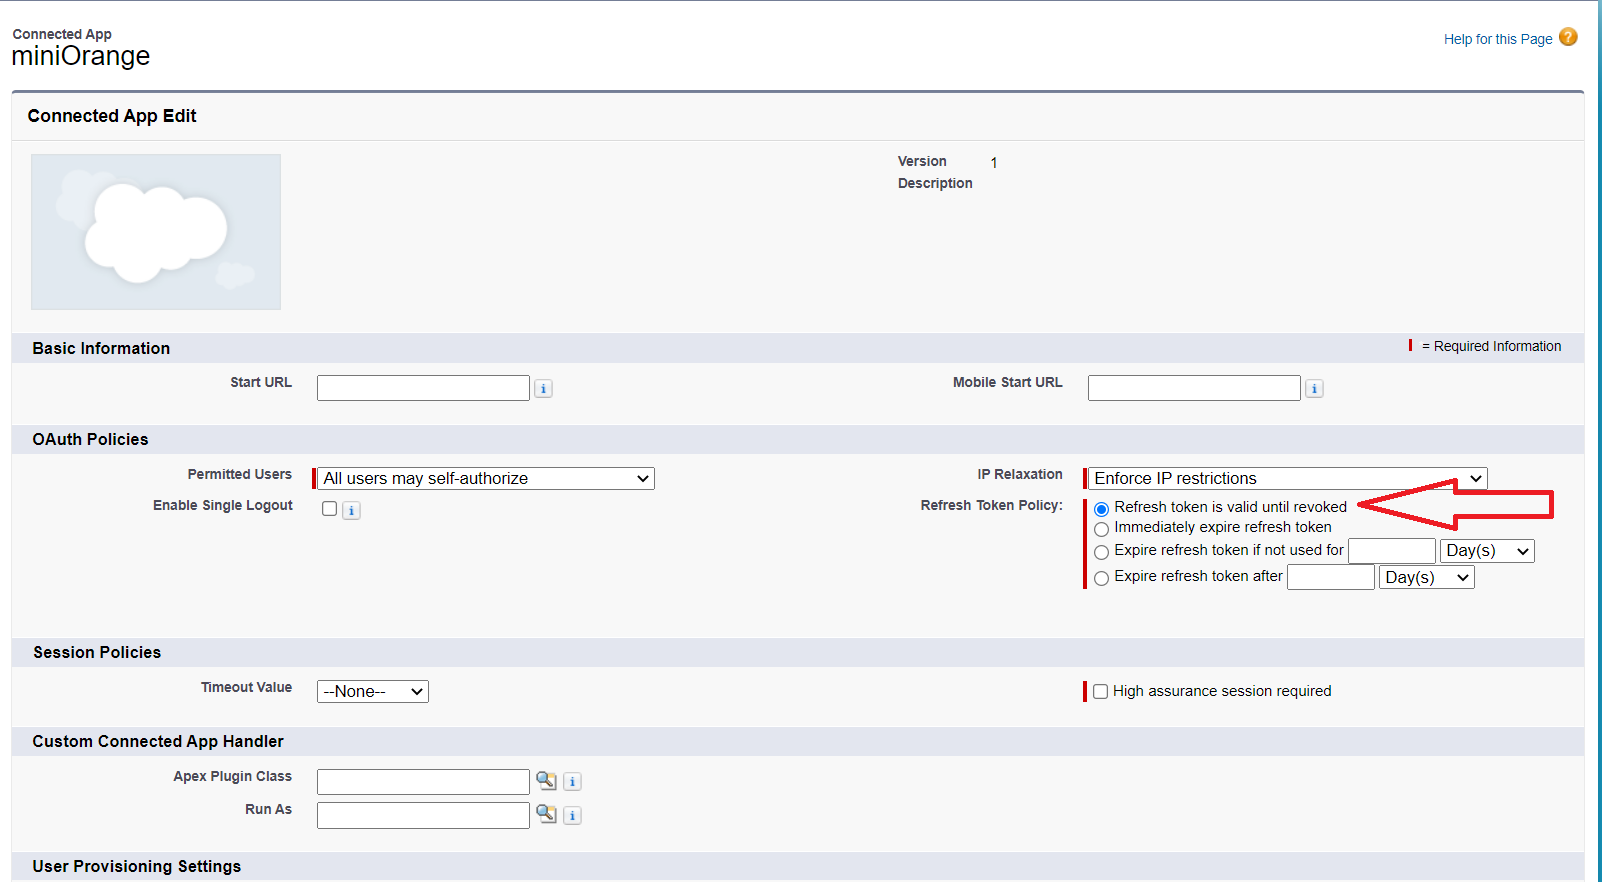 Connected App
miniOrange
Help for this Page
Connected App Edit
Version 1
Description
Basic Information
= Required Information
Start URL
Mobile Start URL
OAuth Policies
Permitted Users All users may self-authorize
IP Relaxation Enforce IP restrictions
Enable Single Logout
Refresh Token Policy: Refresh token is valid until revoked
Immediately expire refresh token
Expire refresh token if not used for Day(s)
Expire refresh token after Day(s)
Session Policies
Timeout Value --None--
High assurance session required
Custom Connected App Handler
Apex Plugin Class
Run As
User Provisioning Settings